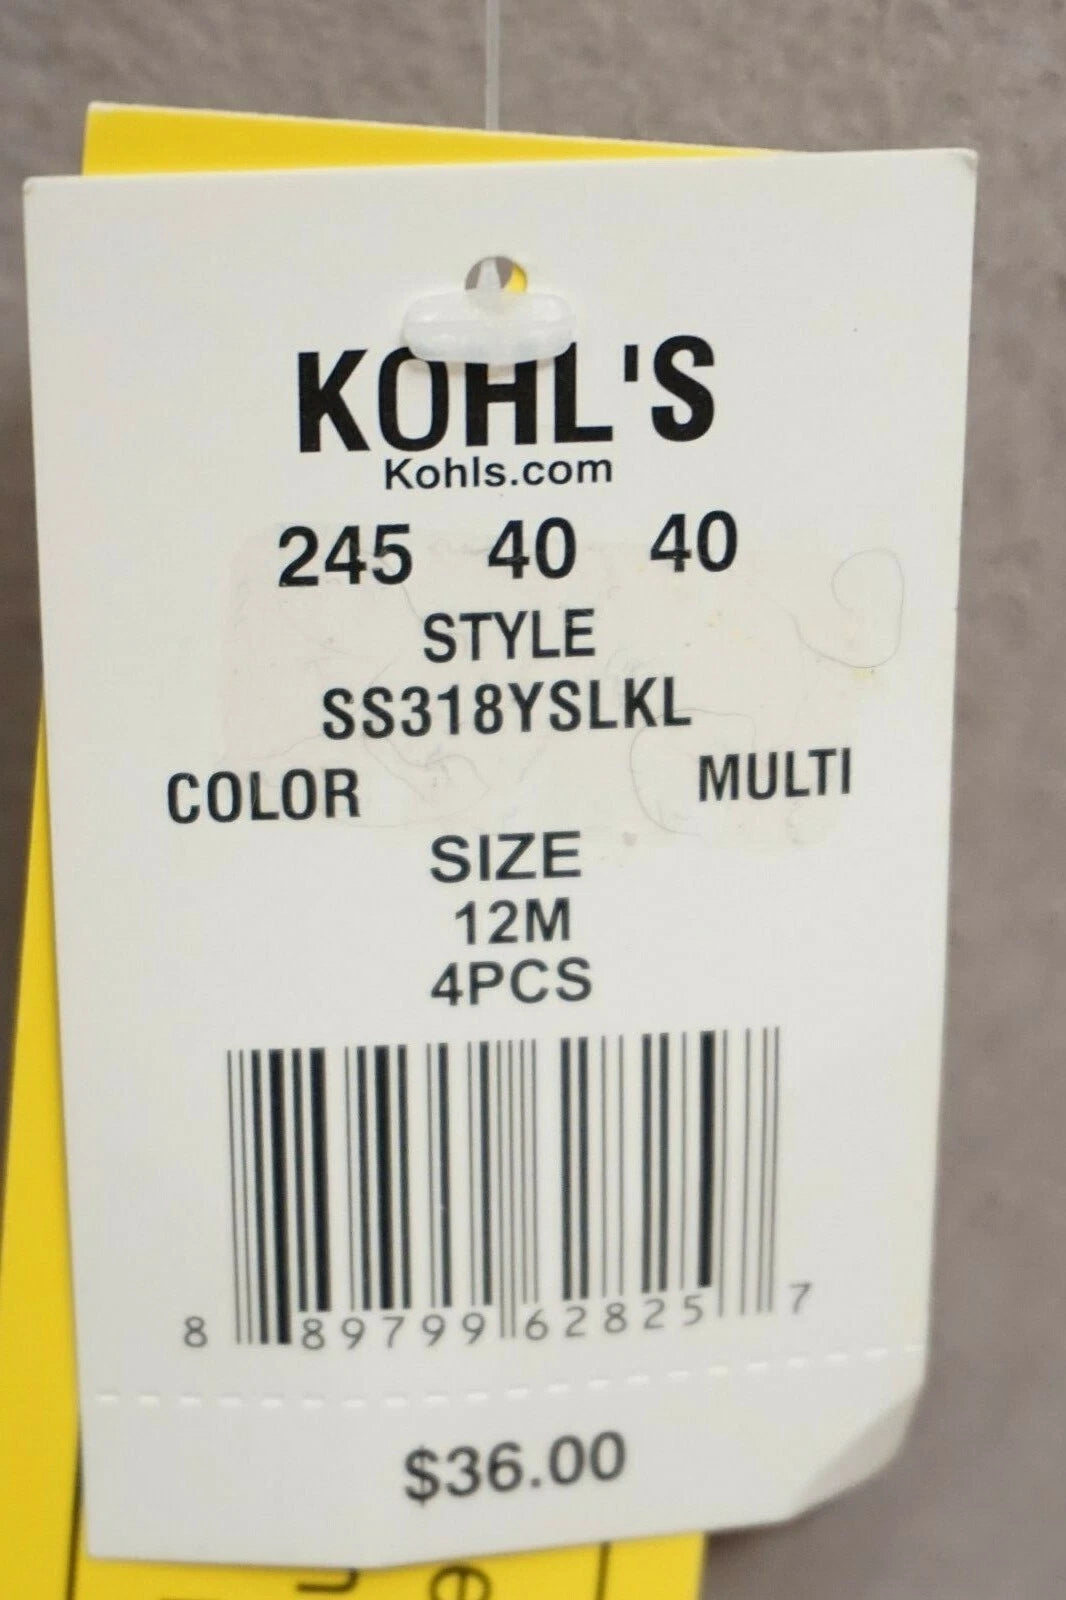 KOHL'S
Kohls.com
245 40 40
STYLE
SS318YSLKL
COLOR MULTI
SIZE
12M
4PCS
8 89799 62825 7
$36.00